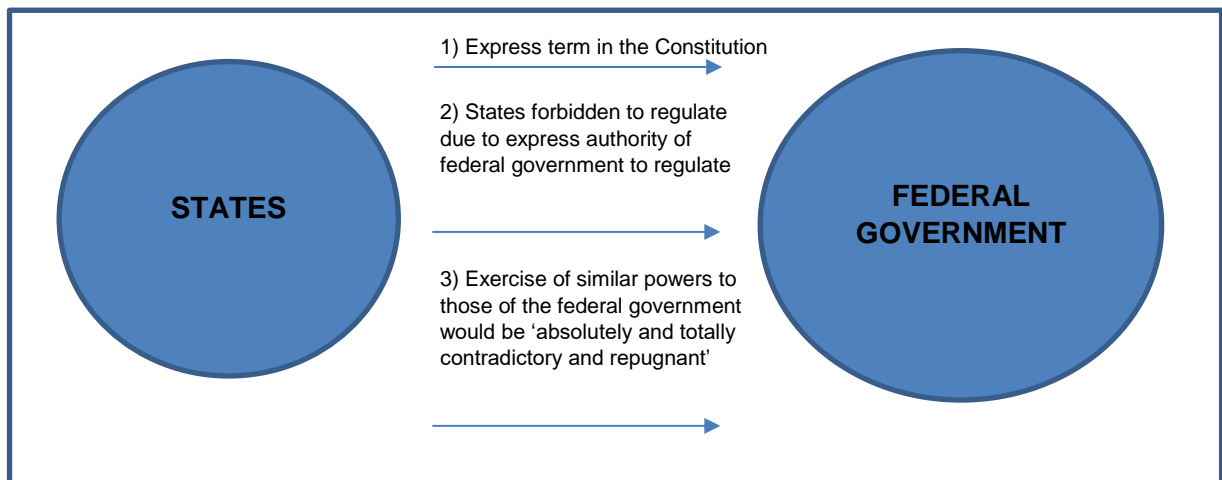 STATES
1) Express term in the Constitution
2) States forbidden to regulate
due to express authority of
federal government to regulate
3) Exercise of similar powers to
those of the federal government
would be ‘absolutely and totally
contradictory and repugnant’
FEDERAL
GOVERNMENT